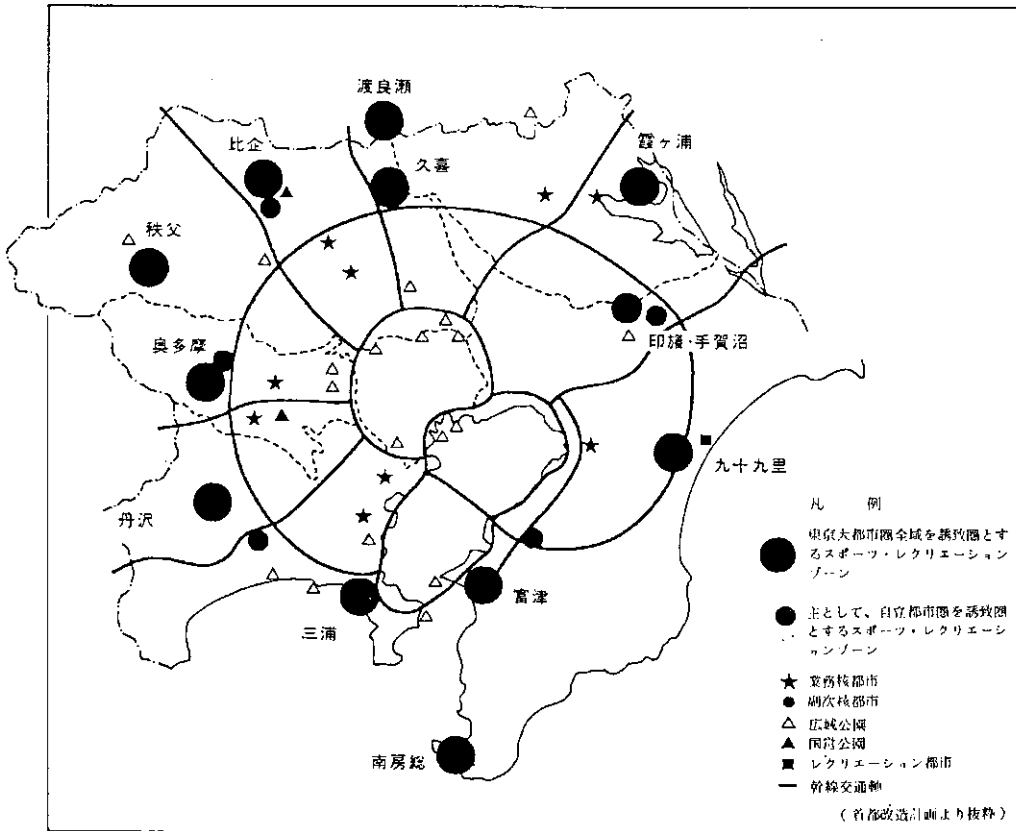 渡良瀬
比企
久喜
霞ヶ浦
秩父
奥多摩
印旛・手賀沼
九十九里
丹沢
富津
三浦
南房総
凡例
東京大都市圏全域を誘致圏とす
るスポーツ・レクリエーション
ゾーン
主として、自立都市圏を誘致圏
とするスポーツ・レクリエーシ
ョンゾーン
業務核都市
副次核都市
広域公園
国営公園
レクリエーション都市
幹線交通軸
(首都改造計画より抜粋)